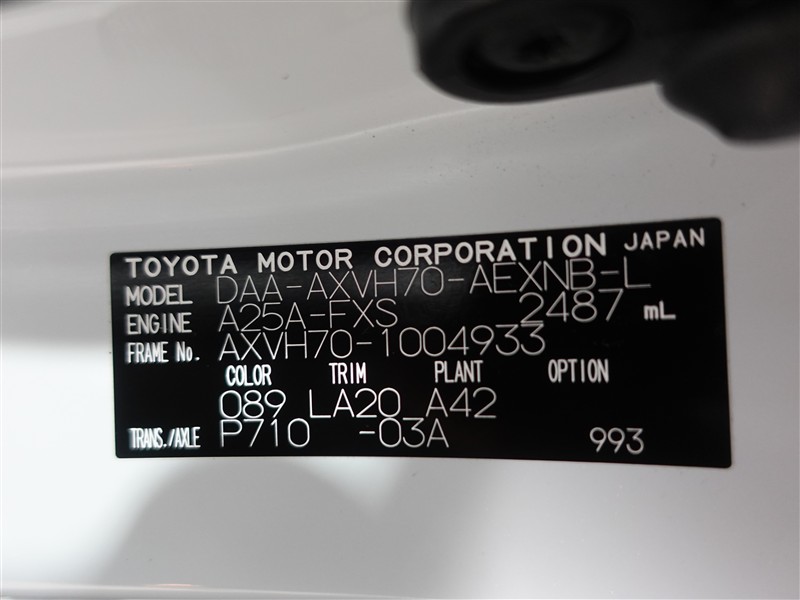 TOYOTA MOTOR CORPORATION JAPAN
MODEL DAA-AXVH70-AEXNB-L
ENGINE A25A-FXS 2487 mL
FRAME No. AXVH70-1004933
COLOR TRIM PLANT OPTION
089 LA20 A42
TRANS./AXLE P710 -03A 993